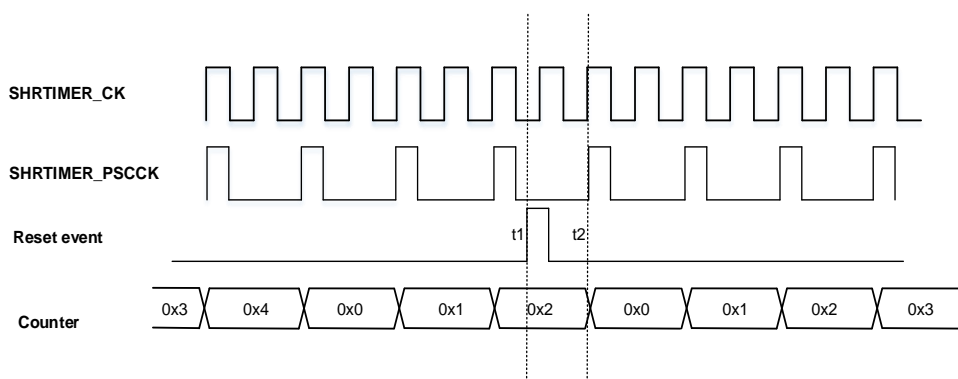 SHRTIMER_CK
SHRTIMER_PSCCK
Reset event
t1 t2
Counter
0x3 0x4 0x0 0x1 0x2 0x0 0x1 0x2 0x3